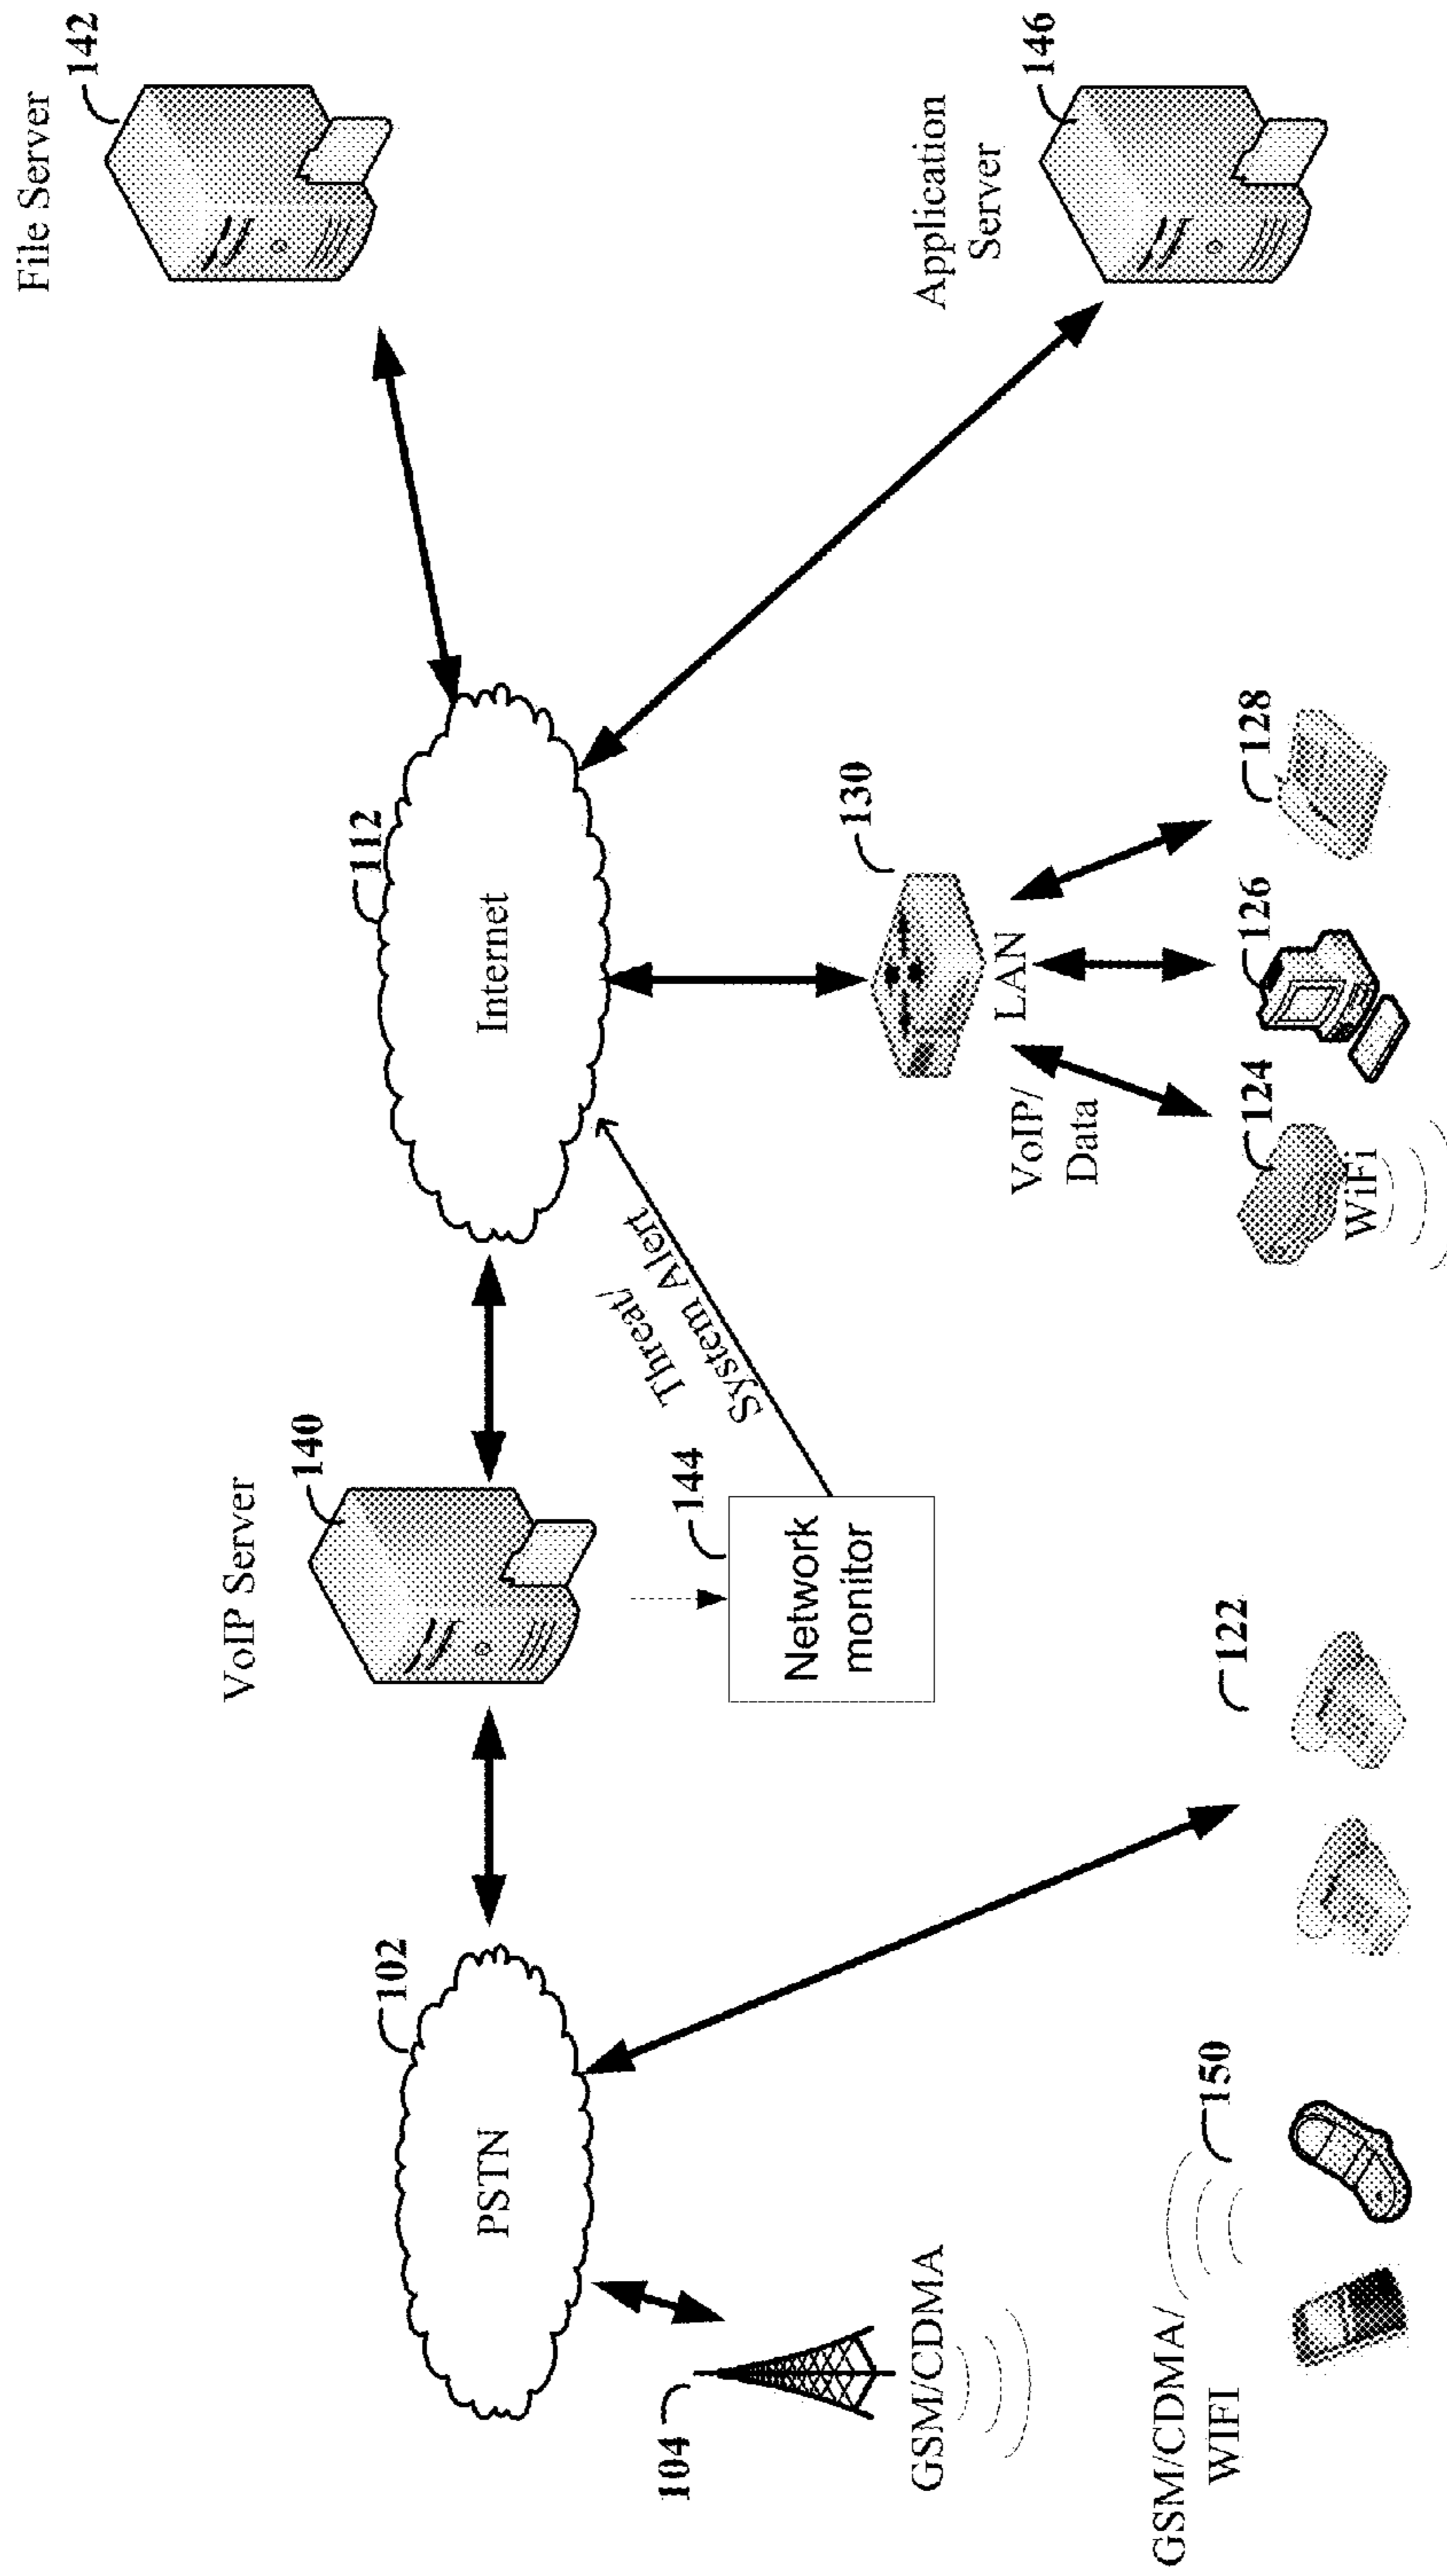 File Server
142
VoIP Server
140
112
Internet
102
PSTN
Threat/
System Alert
144
Network
monitor
Application
Server
146
130
LAN
VoIP/
Data
104
GSM/CDMA
GSM/CDMA/
WIFI
150
122
124
WiFi
126
128